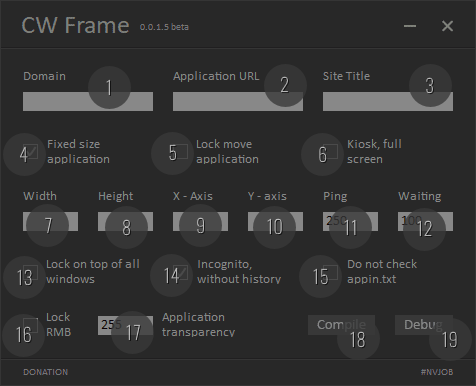 CW Frame 0.0.1.5 beta
Domain Application URL Site Title
1 2 3
4 Fixed size application 5 Lock move application 6 Kiosk, full screen
Width Height X - Axis Y - axis Ping Waiting
7 8 9 10 11 12
13 Lock on top of all windows 14 Incognito, without history 15 Do not check appin.txt
16 Lock RMB 255 17 Application transparency Compile 18 Debug 19
DONATION #NVJOB